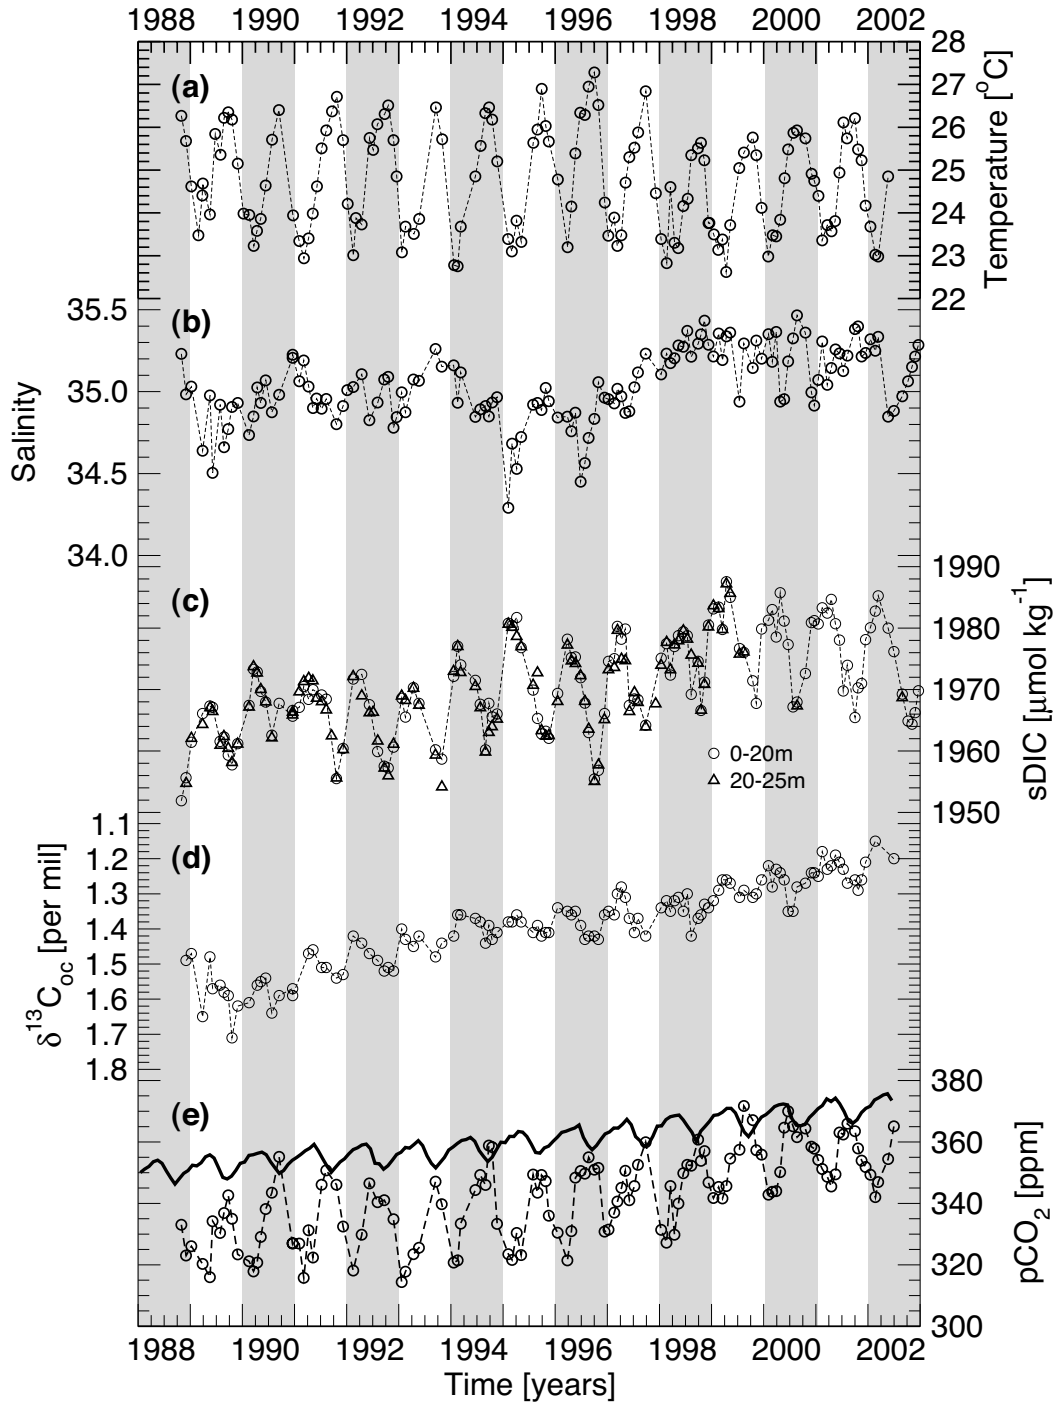 1988 1990 1992 1994 1996 1998 2000 2002
(a)
28
27
26
25
24
23
22
Temperature [°C]
(b)
35.5
35.0
34.5
34.0
Salinity
(c)
1990
1980
1970
1960
1950
sDIC [µmol kg⁻¹]
0-20m
20-25m
(d)
1.1
1.2
1.3
1.4
1.5
1.6
1.7
1.8
δ¹³C_oc [per mil]
(e)
380
360
340
320
300
pCO₂ [ppm]
1988 1990 1992 1994 1996 1998 2000 2002
Time [years]